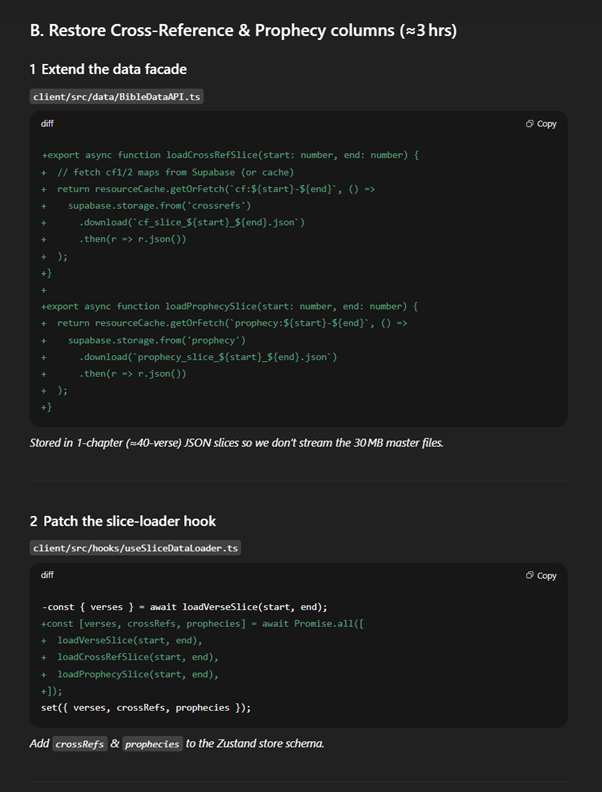 B. Restore Cross-Reference & Prophecy columns (≈3 hrs)
1 Extend the data facade
client/src/data/BibleDataAPI.ts
diff
Copy
+export async function loadCrossRefSlice(start: number, end: number) {
+  // fetch cf1/2 maps from Supabase (or cache)
+  return resourceCache.getOrFetch(`cf:${start}-${end}`, () =>
+    supabase.storage.from('crossrefs')
+      .download(`cf_slice_${start}_${end}.json`)
+      .then(r => r.json())
+  );
+}
+
+export async function loadProphecySlice(start: number, end: number) {
+  return resourceCache.getOrFetch(`prophecy:${start}-${end}`, () =>
+    supabase.storage.from('prophecy')
+      .download(`prophecy_slice_${start}_${end}.json`)
+      .then(r => r.json())
+  );
+}
Stored in 1-chapter (≈40-verse) JSON slices so we don't stream the 30 MB master files.
2 Patch the slice-loader hook
client/src/hooks/useSliceDataLoader.ts
diff
Copy
-const { verses } = await loadVerseSlice(start, end);
+const [verses, crossRefs, prophecies] = await Promise.all([
+  loadVerseSlice(start, end),
+  loadCrossRefSlice(start, end),
+  loadProphecySlice(start, end),
+]);
set({ verses, crossRefs, prophecies });
Add crossRefs & prophecies to the Zustand store schema.